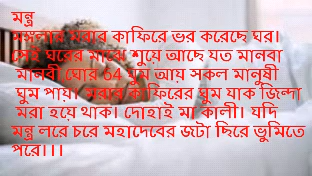 মন্ত্র
মঙ্গলার মরার কাফিরে ভর করেছে ঘর।
সেই ঘরের মাঝে শুয়ে আছে যত মানবা
মানবী ঘোর 64 ঘুম আয় সকল মানুষী
ঘুম পায়। মরার কাফিরের ঘুম যাক জিন্দা
মরা হয়ে থাক। দোহাই মা কালী। যদি
মন্ত্র লরে চরে মহাদেবের জটা ছিরে ভুমিতে
পরে।।।